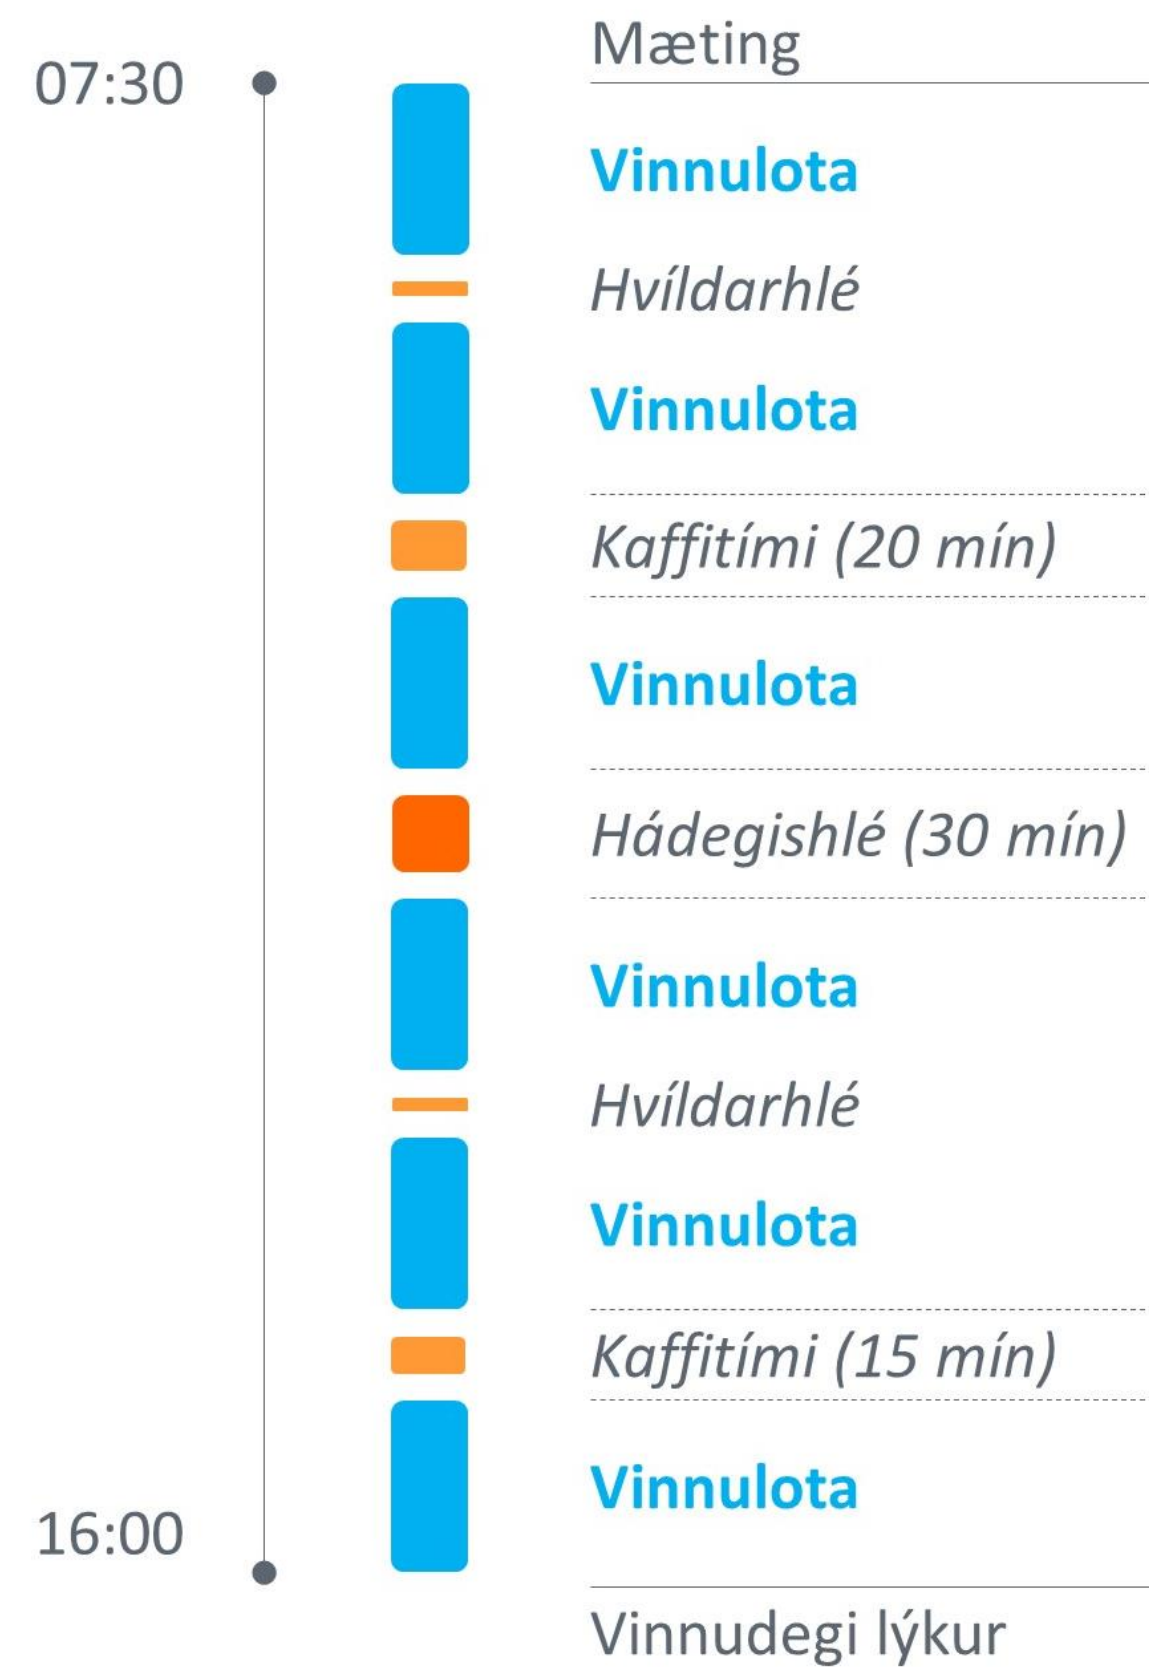 Mæting
07:30
Vinnulota
Hvíldarhlé
Vinnulota
Kaffitími (20 mín)
Vinnulota
Hádegishlé (30 mín)
Vinnulota
Hvíldarhlé
Vinnulota
Kaffitími (15 mín)
Vinnulota
16:00
Vinnudegi lýkur